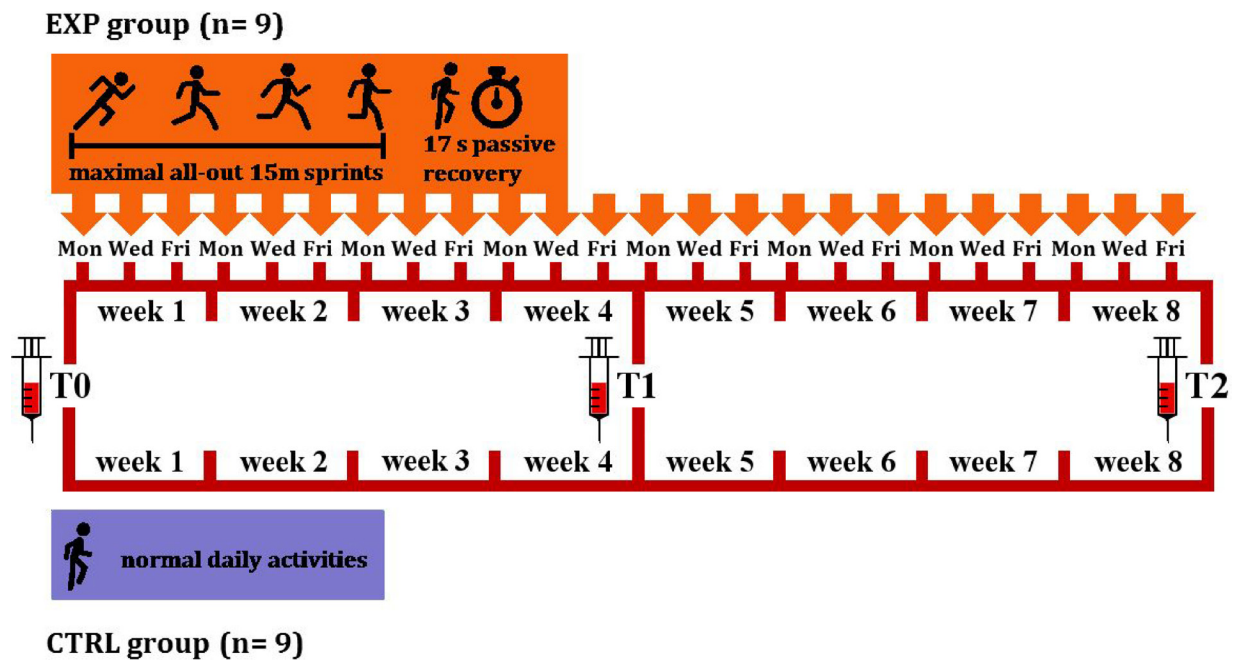 EXP group (n= 9)
maximal all-out 15m sprints
17 s passive
recovery
Mon Wed Fri Mon Wed Fri Mon Wed Fri Mon Wed Fri Mon Wed Fri Mon Wed Fri Mon Wed Fri Mon Wed Fri
week 1 week 2 week 3 week 4 week 5 week 6 week 7 week 8
T0 T1 T2
week 1 week 2 week 3 week 4 week 5 week 6 week 7 week 8
normal daily activities
CTRL group (n= 9)